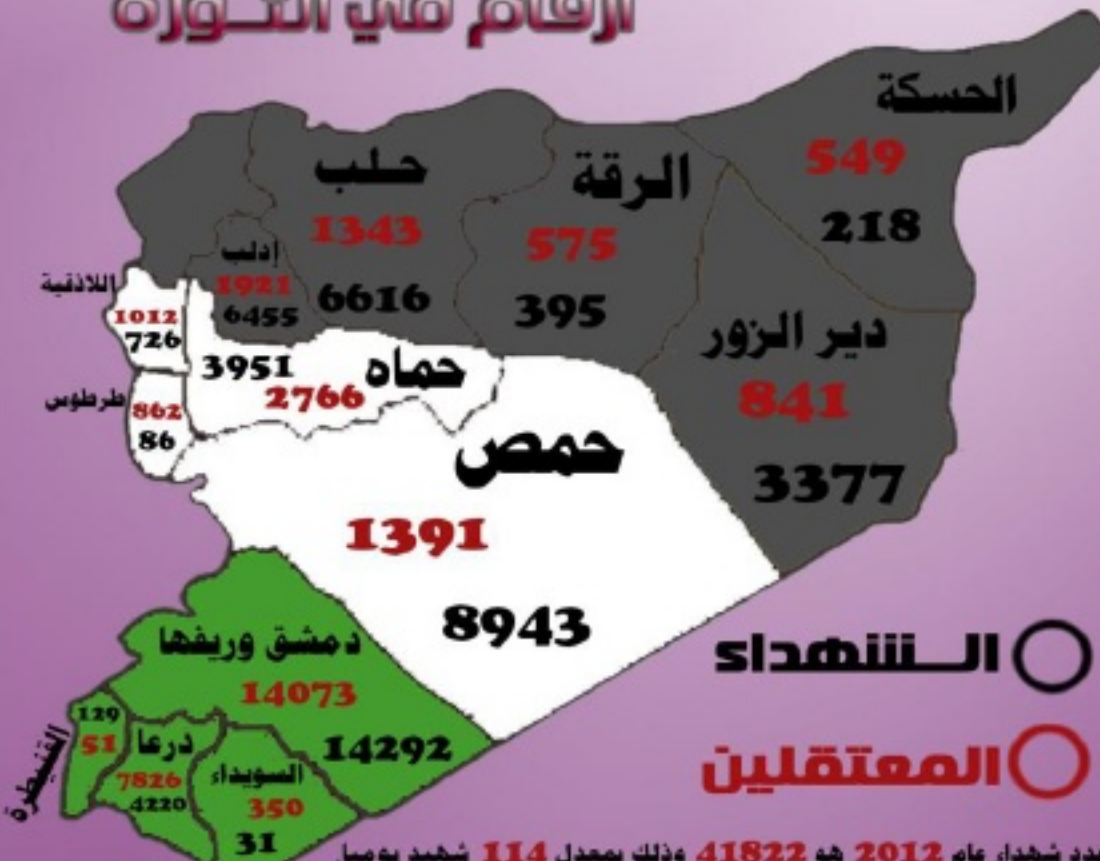 أرقام في الثورة
الحسكة
549
218
الرقة
575
395
حلب
1343
6616
إدلب
1921
6455
اللاذقية
1012
726
دير الزور
841
3377
حماه
3951
2766
طرطوس
862
86
حمص
1391
8943
دمشق وريفها
14073
14292
القنيطرة
129
51
درعا
7826
4220
السويداء
350
31
الشهداء
المعتقلين
عدد شهداء عام 2012 هو 41822 وذلك بمعدل 114 شهيد يوميا